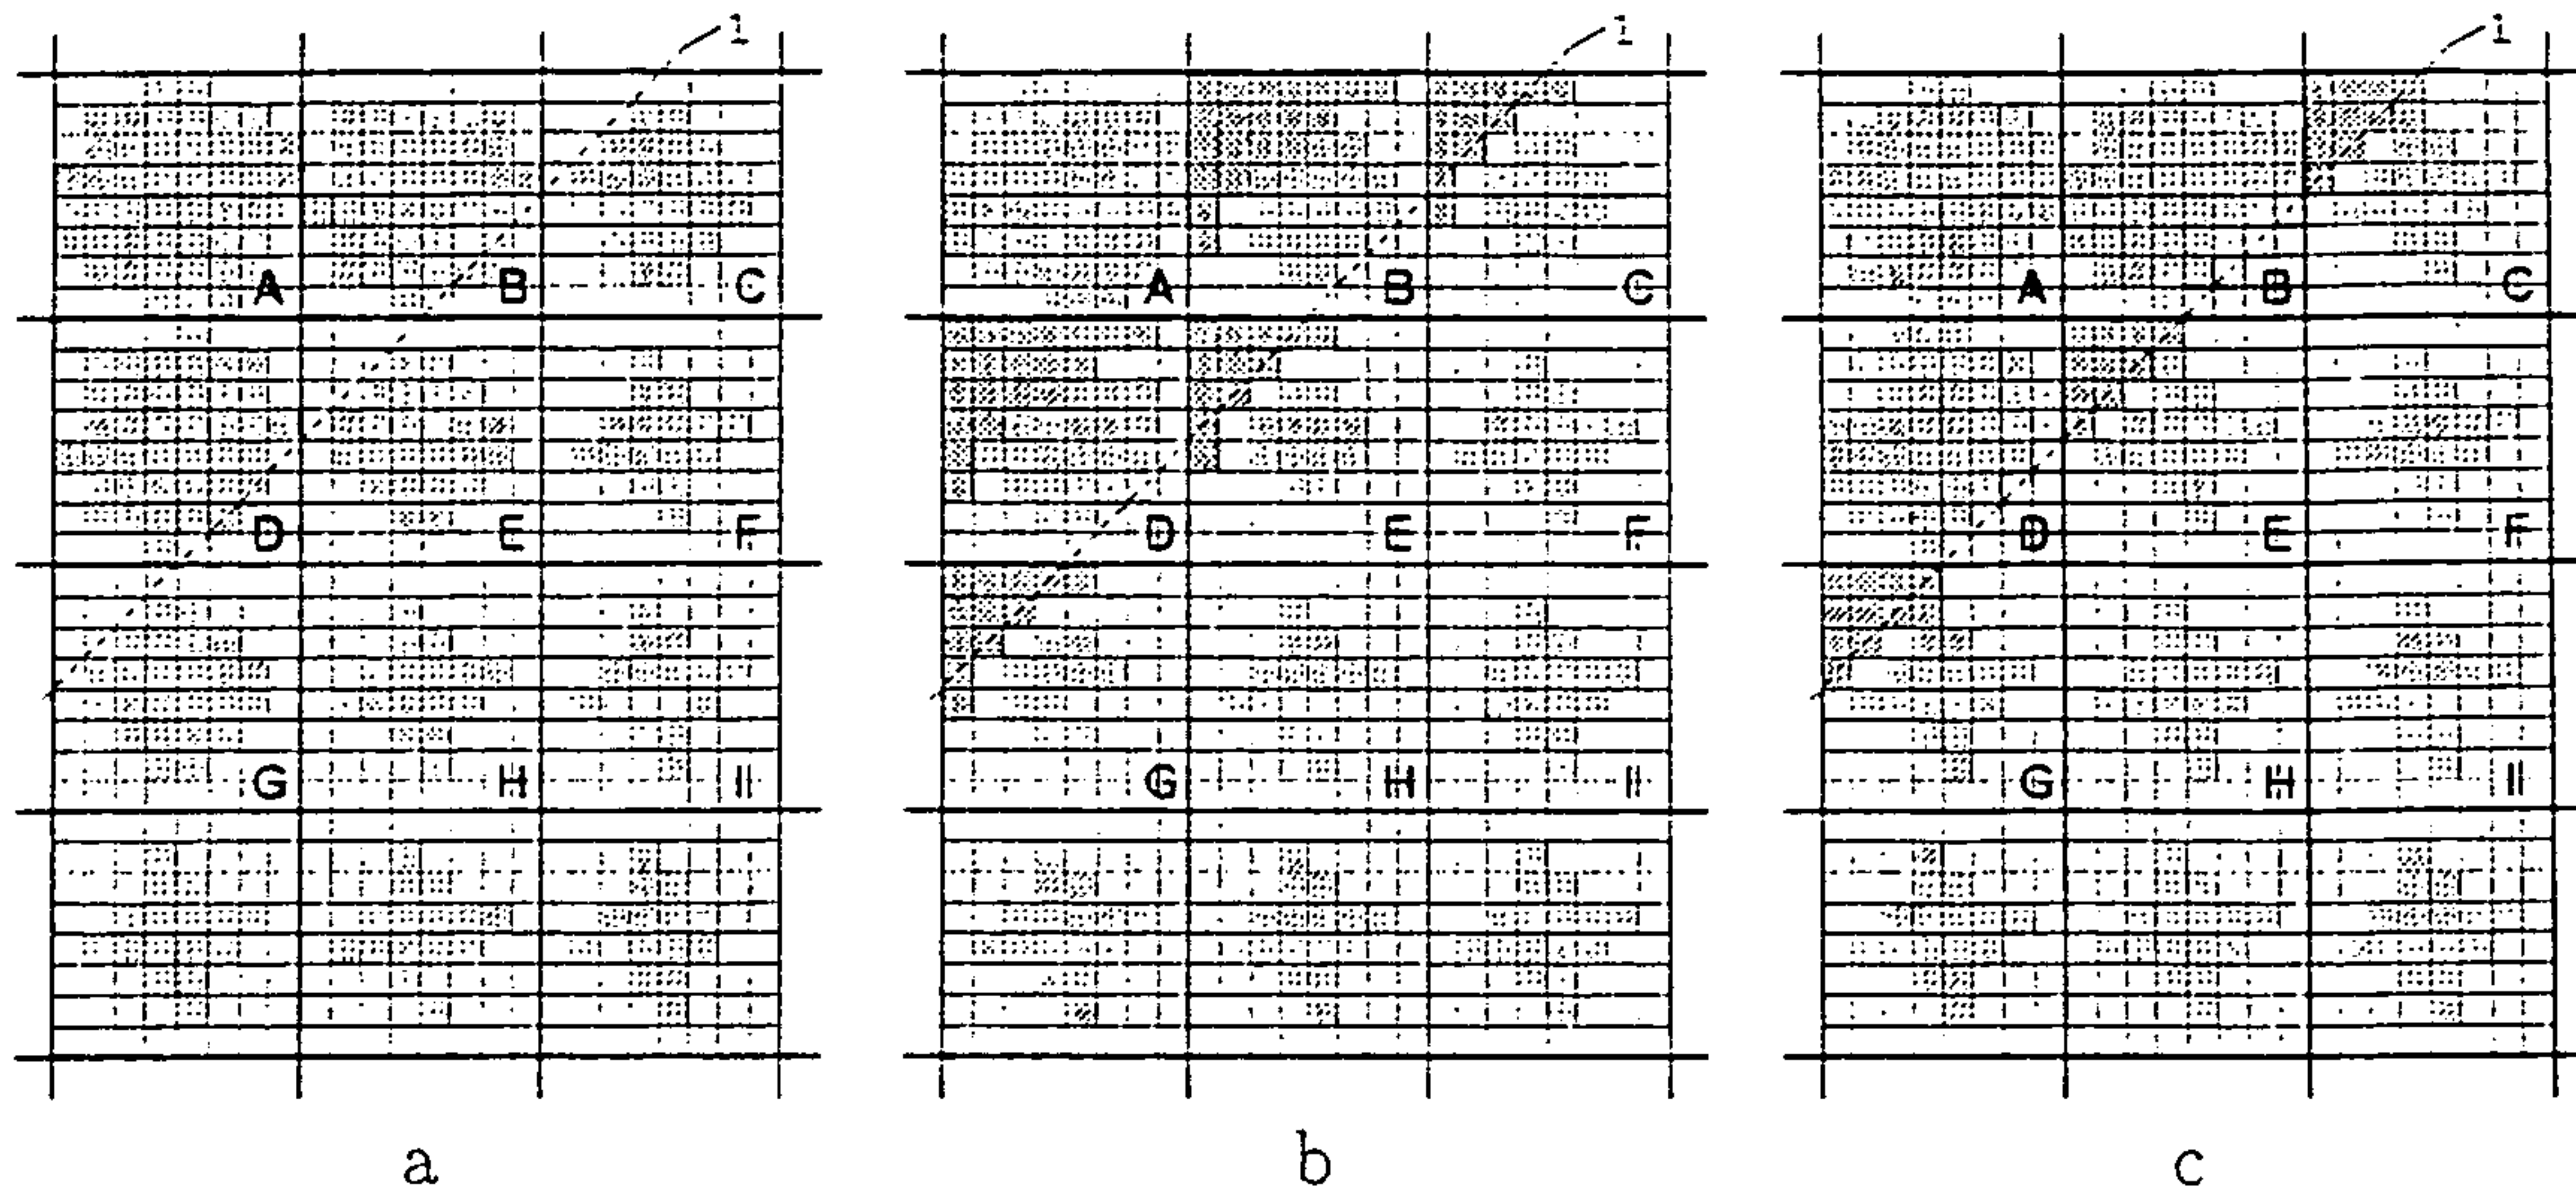 1 1 1
A B C A B C A B C
D E F D E F D E F
G H I G H I G H I
a b c